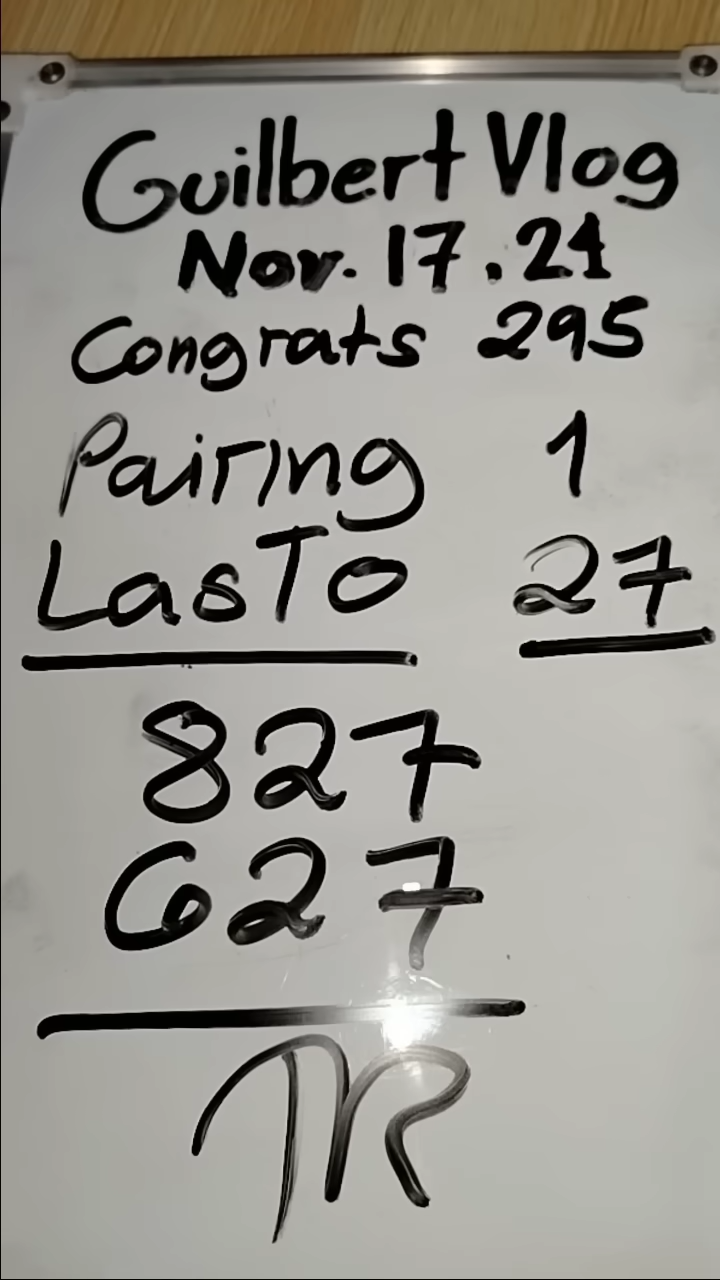 Guilbert Vlog
Nov. 17.24
Congrats 295
Pairing 1
LasTo 27
827
627